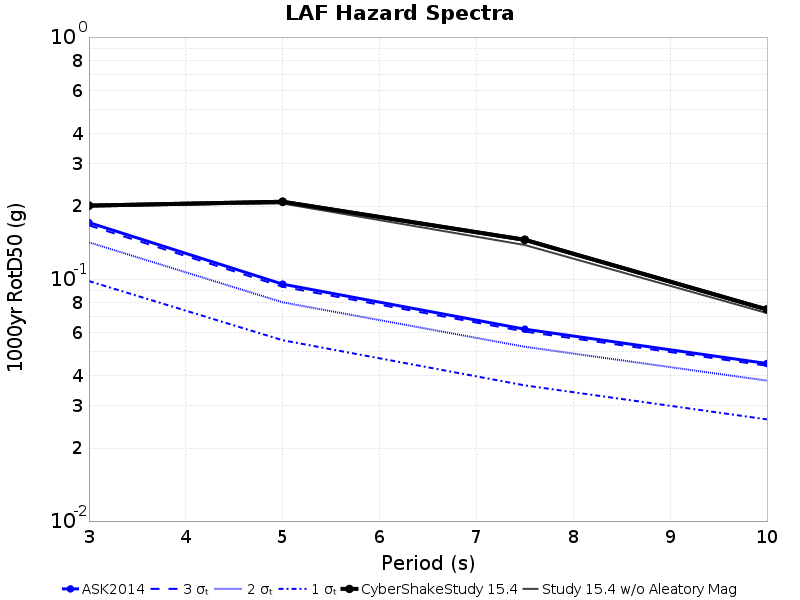 LAF Hazard Spectra
10⁰
8
6
4
3
2
10⁻¹
8
6
4
3
2
10⁻²
1000yr RotD50 (g)
3 4 5 6 7 8 9 10
Period (s)
ASK2014 3 σₜ 2 σₜ 1 σₜ CyberShakeStudy 15.4 Study 15.4 w/o Aleatory Mag